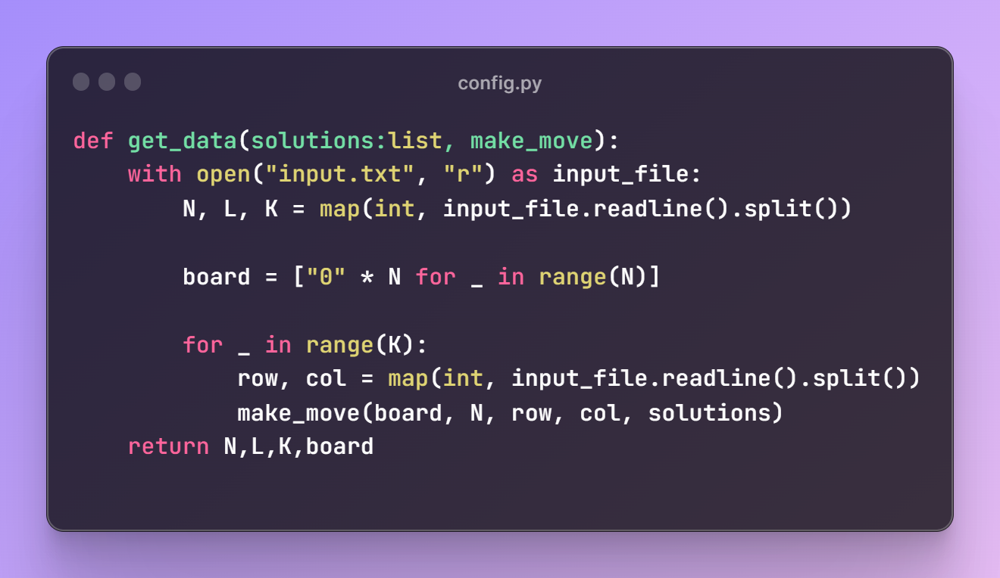 config.py
def get_data(solutions:list, make_move):
    with open("input.txt", "r") as input_file:
        N, L, K = map(int, input_file.readline().split())
        board = ["0" * N for _ in range(N)]
        for _ in range(K):
            row, col = map(int, input_file.readline().split())
            make_move(board, N, row, col, solutions)
    return N,L,K,board